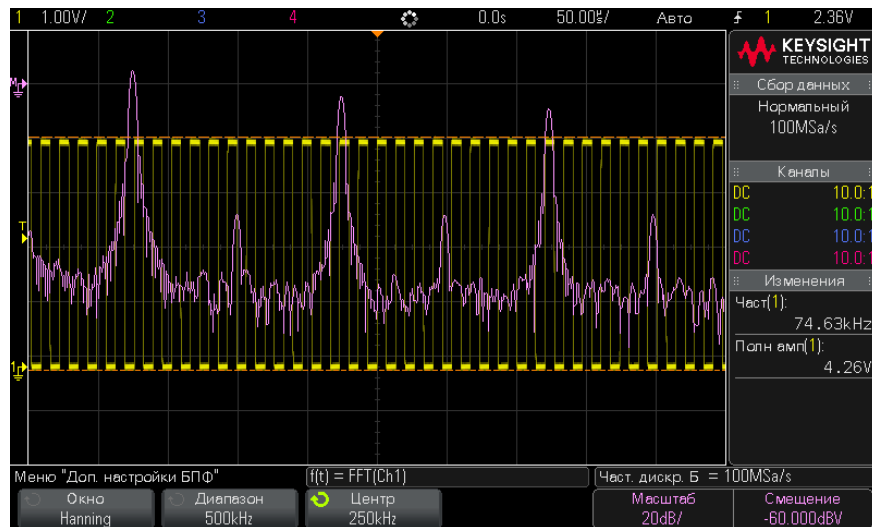 1 1.00V/ 2 3 4 0.0s 50.00µ/ Авто 1 2.36V
KEYSIGHT
TECHNOLOGIES
Сбор данных
Нормальный
100MSa/s
Каналы
DC 10.0:1
DC 10.0:1
DC 10.0:1
DC 10.0:1
Изменения
Част(1):
74.63kHz
Полн амп(1):
4.26V
M
T
1
Меню "Доп. настройки БПФ"
f(t) = FFT(Ch1)
Част. дискр. Б = 100MSa/s
Окно
Hanning
Диапазон
500kHz
Центр
250kHz
Масштаб
20dB/
Смещение
-60.000dBV